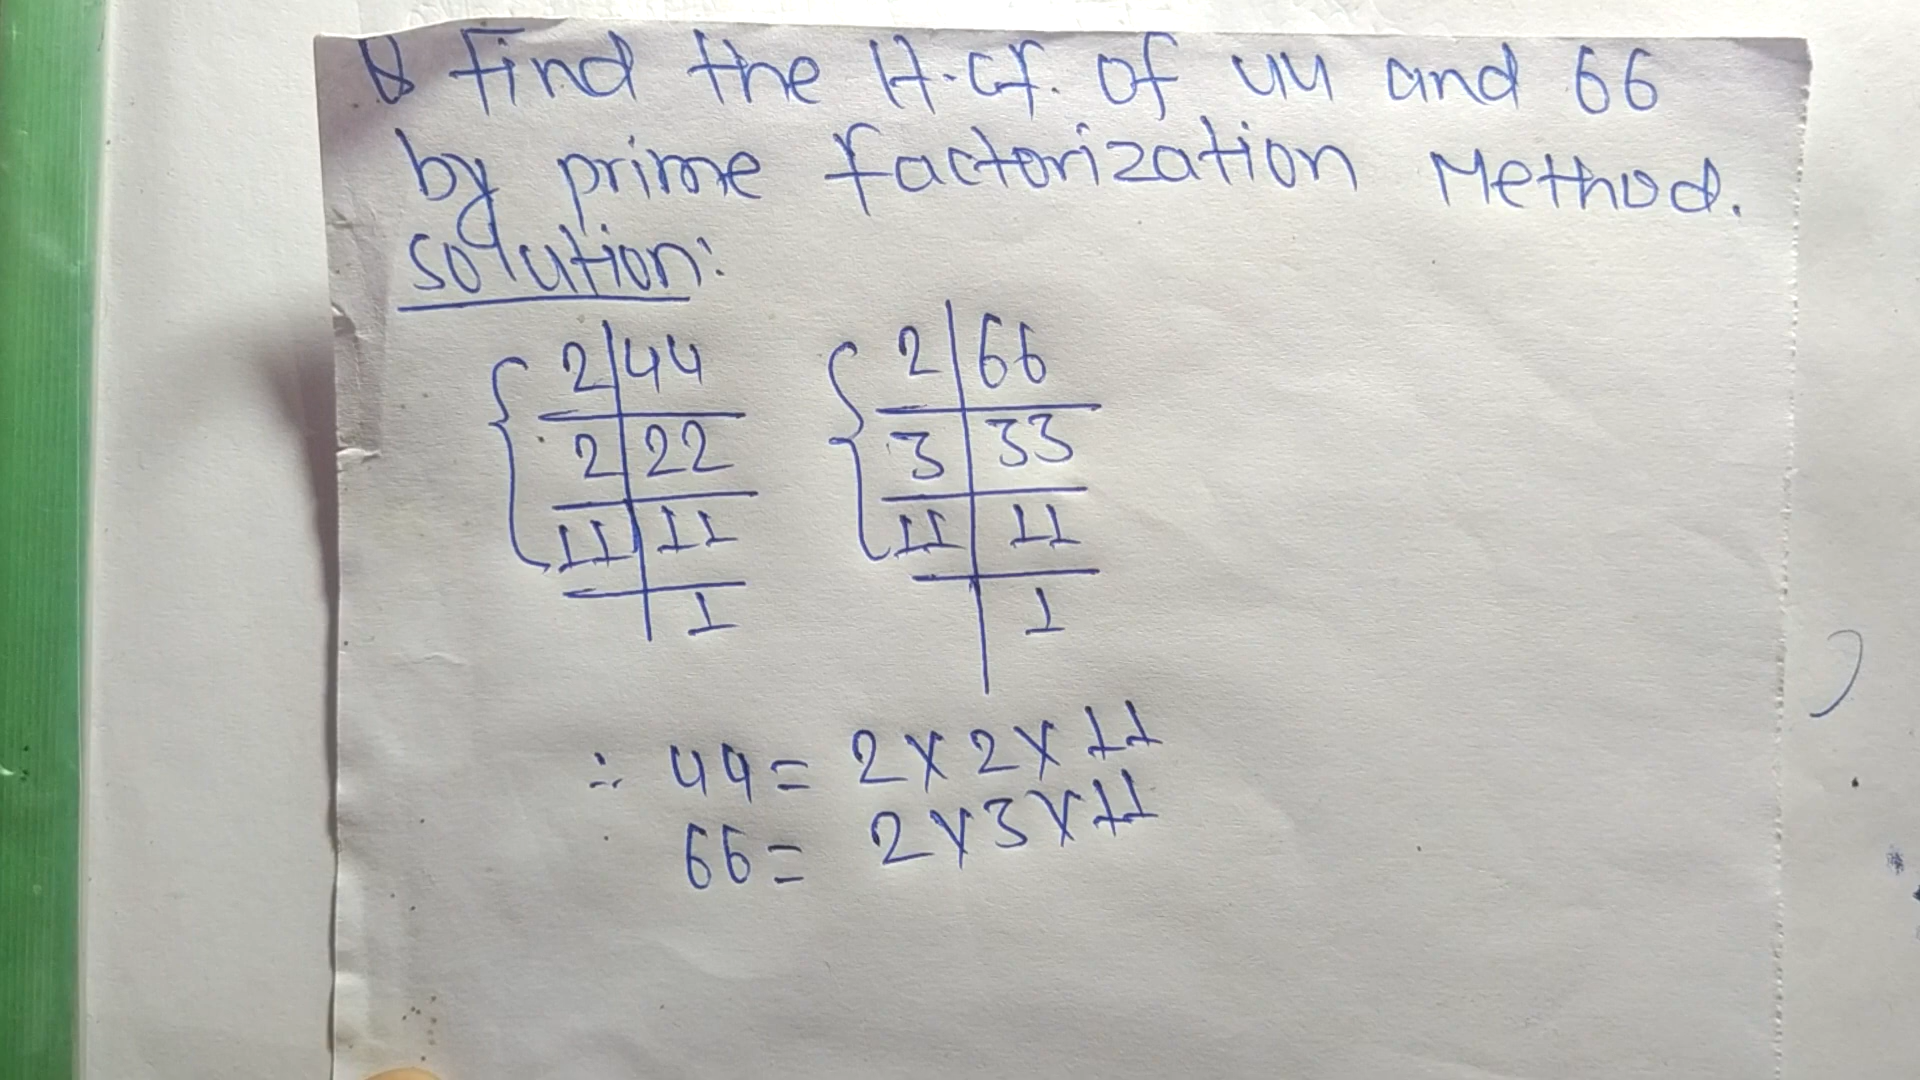 Q Find the H.C.F. of 44 and 66
by prime factorization Method.
Solution:
2 44
2 22
11 11
1
2 66
3 33
11 11
1
∴ 44 = 2 x 2 x 11
66 = 2 x 3 x 11